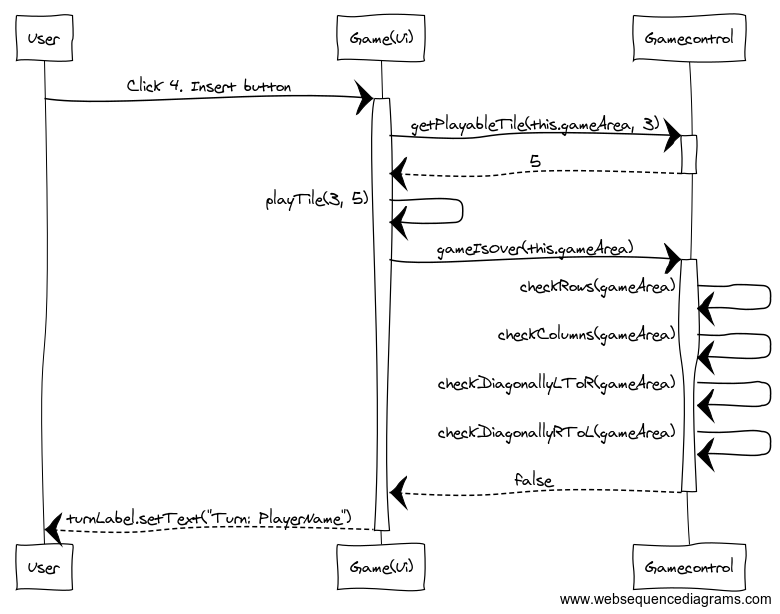 User
Game(Ui)
Gamecontrol
Click 4. Insert button
getPlayableTile(this.gameArea, 3)
5
playTile(3, 5)
gameIsOver(this.gameArea)
checkRows(gameArea)
checkColumns(gameArea)
checkDiagonallyLToR(gameArea)
checkDiagonallyRToL(gameArea)
false
turnLabel.setText("Turn: PlayerName")
User
Game(Ui)
Gamecontrol
www.websequencediagrams.com